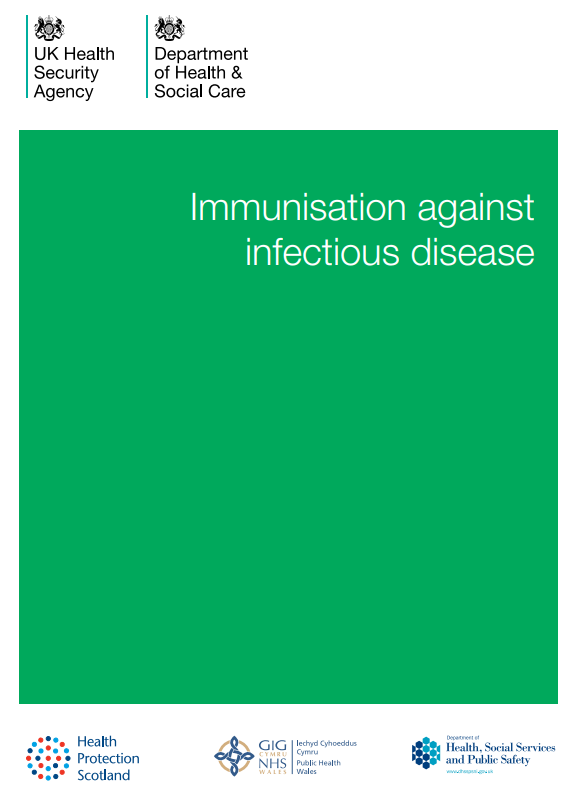 UK Health
Security
Agency
Department
of Health &
Social Care
Immunisation against
infectious disease
Health
Protection
Scotland
GIG
CYMRU
NHS
WALES
Iechyd Cyhoeddus
Cymru
Public Health
Wales
Department of
Health, Social Services
and Public Safety